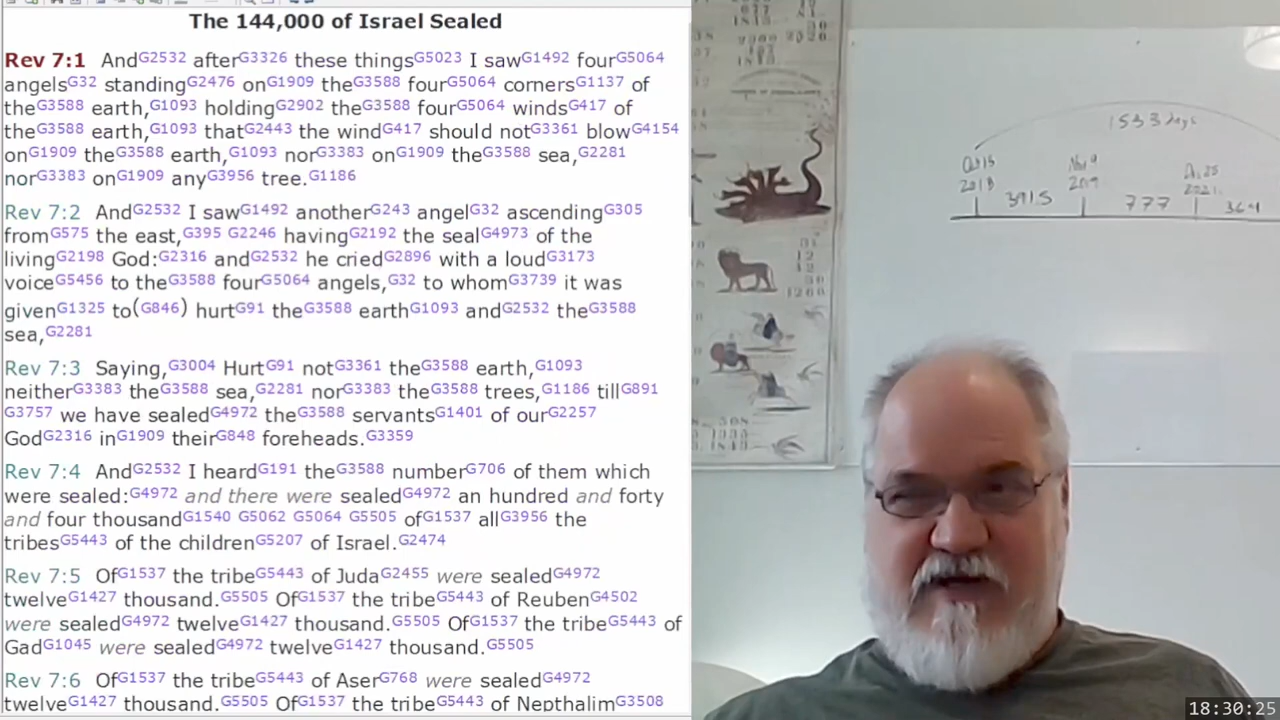 The 144,000 of Israel Sealed
Rev 7:1 AndG2532 afterG3326 these thingsG5023 I sawG1492 fourG5064
angelsG32 standingG2476 onG1909 theG3588 fourG5064 cornersG1137 of
theG3588 earth,G1093 holdingG2902 theG3588 fourG5064 windsG417 of
theG3588 earth,G1093 thatG2443 the windG417 should notG3361 blowG4154
onG1909 theG3588 earth,G1093 norG3383 onG1909 theG3588 sea,G2281
norG3383 onG1909 anyG3956 tree.G1186
Rev 7:2 AndG2532 I sawG1492 anotherG243 angelG32 ascendingG305
fromG575 the east,G395 G2246 havingG2192 the sealG4973 of the
livingG2198 God:G2316 andG2532 he criedG2896 with a loudG3173
voiceG5456 to theG3588 fourG5064 angels,G32 to whomG3739 it was
givenG1325 to(G846) hurtG91 theG3588 earthG1093 andG2532 theG3588
sea,G2281
Rev 7:3 Saying,G3004 HurtG91 notG3361 theG3588 earth,G1093
neitherG3383 theG3588 sea,G2281 norG3383 theG3588 trees,G1186 tillG891
G3757 we have sealedG4972 theG3588 servantsG1401 of ourG2257
GodG2316 inG1909 theirG848 foreheads.G3359
Rev 7:4 AndG2532 I heardG191 theG3588 numberG706 of them which
were sealed:G4972 and there were sealedG4972 an hundred and forty
and four thousandG1540 G5062 G5064 G5505 ofG1537 allG3956 the
tribesG5443 of the childrenG5207 of Israel.G2474
Rev 7:5 OfG1537 the tribeG5443 of JudaG2455 were sealedG4972
twelveG1427 thousand.G5505 OfG1537 the tribeG5443 of ReubenG4502
were sealedG4972 twelveG1427 thousand.G5505 OfG1537 the tribeG5443 of
GadG1045 were sealedG4972 twelveG1427 thousand.G5505
Rev 7:6 OfG1537 the tribeG5443 of AserG768 were sealedG4972
twelveG1427 thousand.G5505 OfG1537 the tribeG5443 of NepthalimG3508
1533 days
2018
2019
777
364
12
12
30
1260
18:30:25